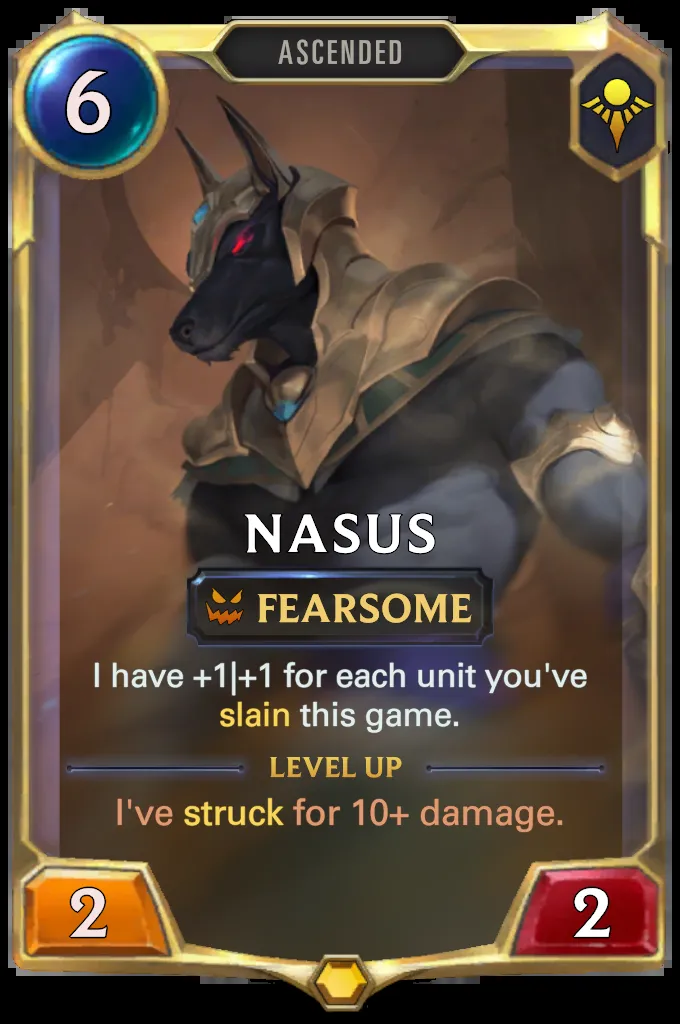 ASCENDED
6
NASUS
FEARSOME
I have +1|+1 for each unit you've
slain this game.
LEVEL UP
I've struck for 10+ damage.
2
2